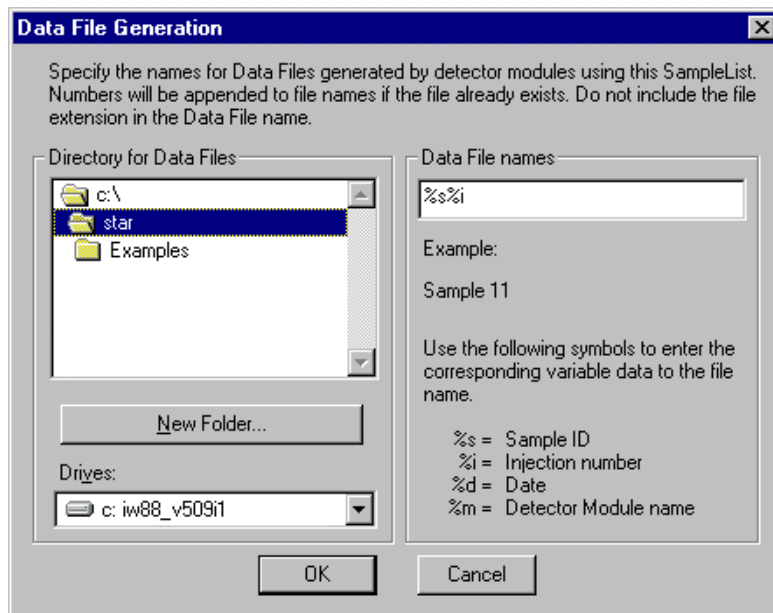 Data File Generation
Specify the names for Data Files generated by detector modules using this SampleList.
Numbers will be appended to file names if the file already exists. Do not include the file
extension in the Data File name.
Directory for Data Files
c:\
star
Examples
New Folder...
Drives:
c: iw88_v509i1
Data File names
%s%i
Example:
Sample 11
Use the following symbols to enter the
corresponding variable data to the file
name.
%s = Sample ID
%i = Injection number
%d = Date
%m = Detector Module name
OK
Cancel